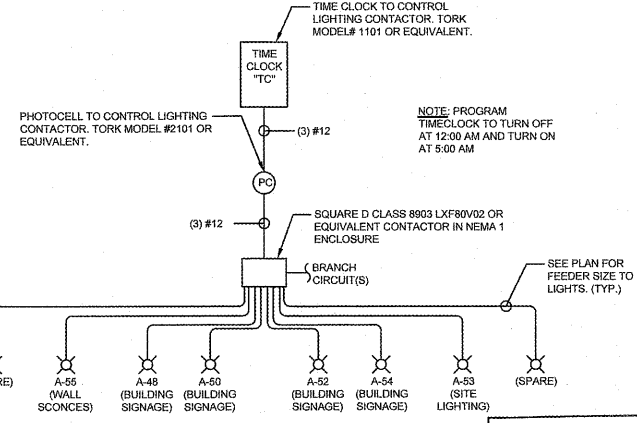 TIME CLOCK TO CONTROL
LIGHTING CONTACTOR. TORK
MODEL# 1101 OR EQUIVALENT.
TIME
CLOCK
"TC"
PHOTOCELL TO CONTROL LIGHTING
CONTACTOR. TORK MODEL #2101 OR
EQUIVALENT.
(3) #12
NOTE: PROGRAM
TIMECLOCK TO TURN OFF
AT 12:00 AM AND TURN ON
AT 5:00 AM
PC
(3) #12
SQUARE D CLASS 8903 LXF80V02 OR
EQUIVALENT CONTACTOR IN NEMA 1
ENCLOSURE
BRANCH
CIRCUIT(S)
SEE PLAN FOR
FEEDER SIZE TO
LIGHTS. (TYP.)
RE)
A-55
(WALL
SCONCES)
A-48
(BUILDING
SIGNAGE)
A-50
(BUILDING
SIGNAGE)
A-52
(BUILDING
SIGNAGE)
A-54
(BUILDING
SIGNAGE)
A-53
(SITE
LIGHTING)
(SPARE)